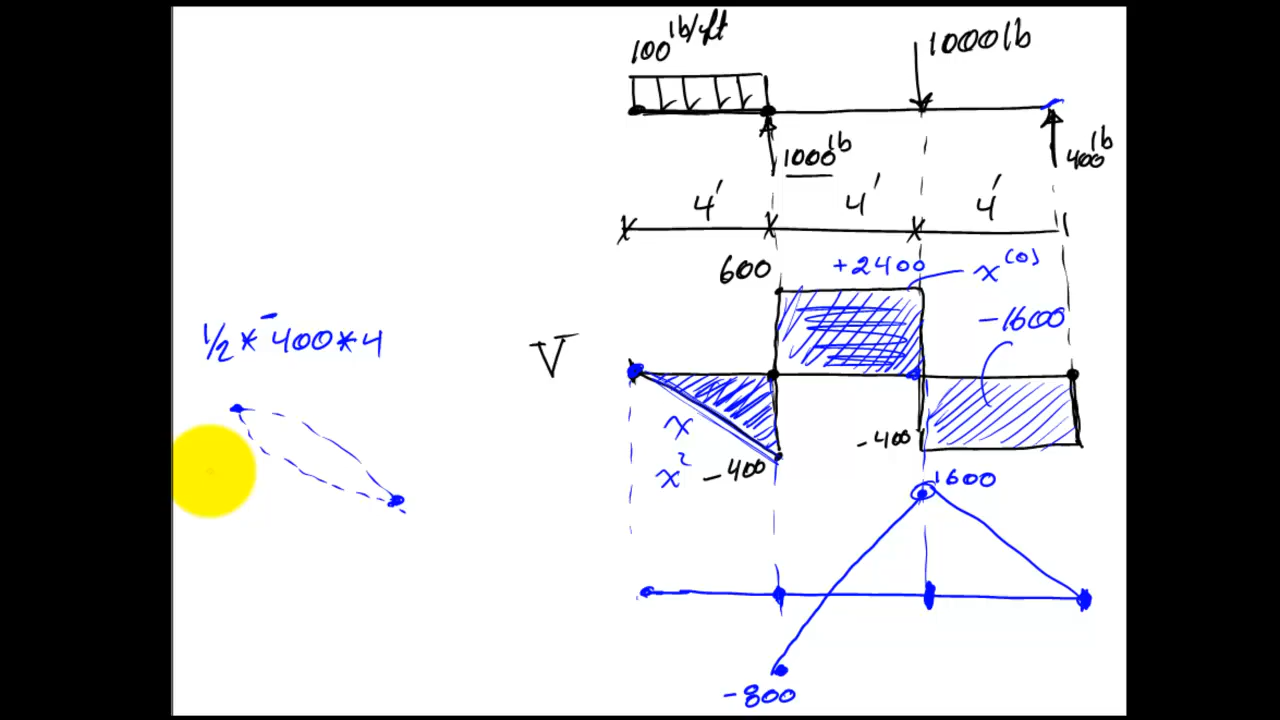 100 lb/ft
1000 lb
1000 lb
400 lb
4' 4' 4'
600
+2400
x(0)
-1600
1/2 * -400 * 4
V
x
x²
-400
-400
1600
-800